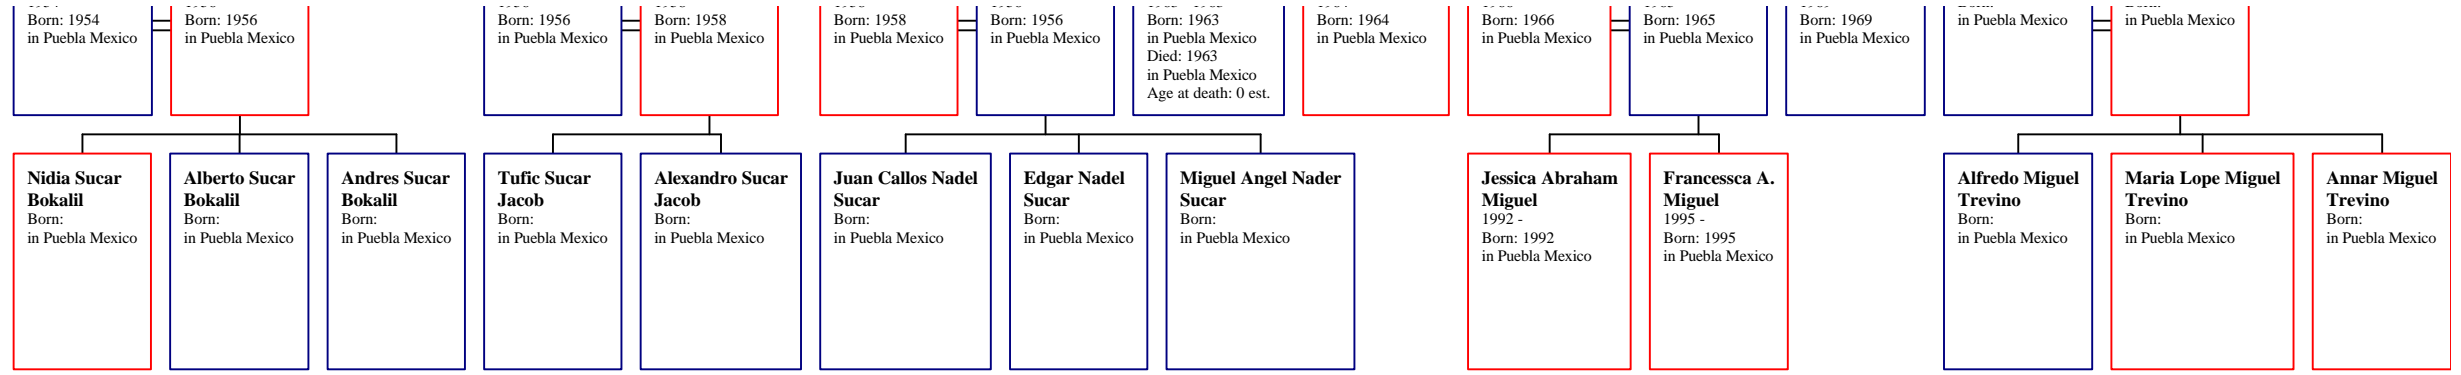 Born: 1954
in Puebla Mexico
Born: 1956
in Puebla Mexico
Born: 1956
in Puebla Mexico
Born: 1958
in Puebla Mexico
Born: 1958
in Puebla Mexico
Born: 1956
in Puebla Mexico
Born: 1963
in Puebla Mexico
Died: 1963
in Puebla Mexico
Age at death: 0 est.
Born: 1964
in Puebla Mexico
Born: 1966
in Puebla Mexico
Born: 1965
in Puebla Mexico
Born: 1969
in Puebla Mexico
in Puebla Mexico
in Puebla Mexico
Nidia Sucar
Bokalil
Born:
in Puebla Mexico
Alberto Sucar
Bokalil
Born:
in Puebla Mexico
Andres Sucar
Bokalil
Born:
in Puebla Mexico
Tufic Sucar
Jacob
Born:
in Puebla Mexico
Alexandro Sucar
Jacob
Born:
in Puebla Mexico
Juan Callos Nadel
Sucar
Born:
in Puebla Mexico
Edgar Nadel
Sucar
Born:
in Puebla Mexico
Miguel Angel Nader
Sucar
Born:
in Puebla Mexico
Jessica Abraham
Miguel
1992 -
Born: 1992
in Puebla Mexico
Francessca A.
Miguel
1995 -
Born: 1995
in Puebla Mexico
Alfredo Miguel
Trevino
Born:
in Puebla Mexico
Maria Lope Miguel
Trevino
Born:
in Puebla Mexico
Annar Miguel
Trevino
Born:
in Puebla Mexico